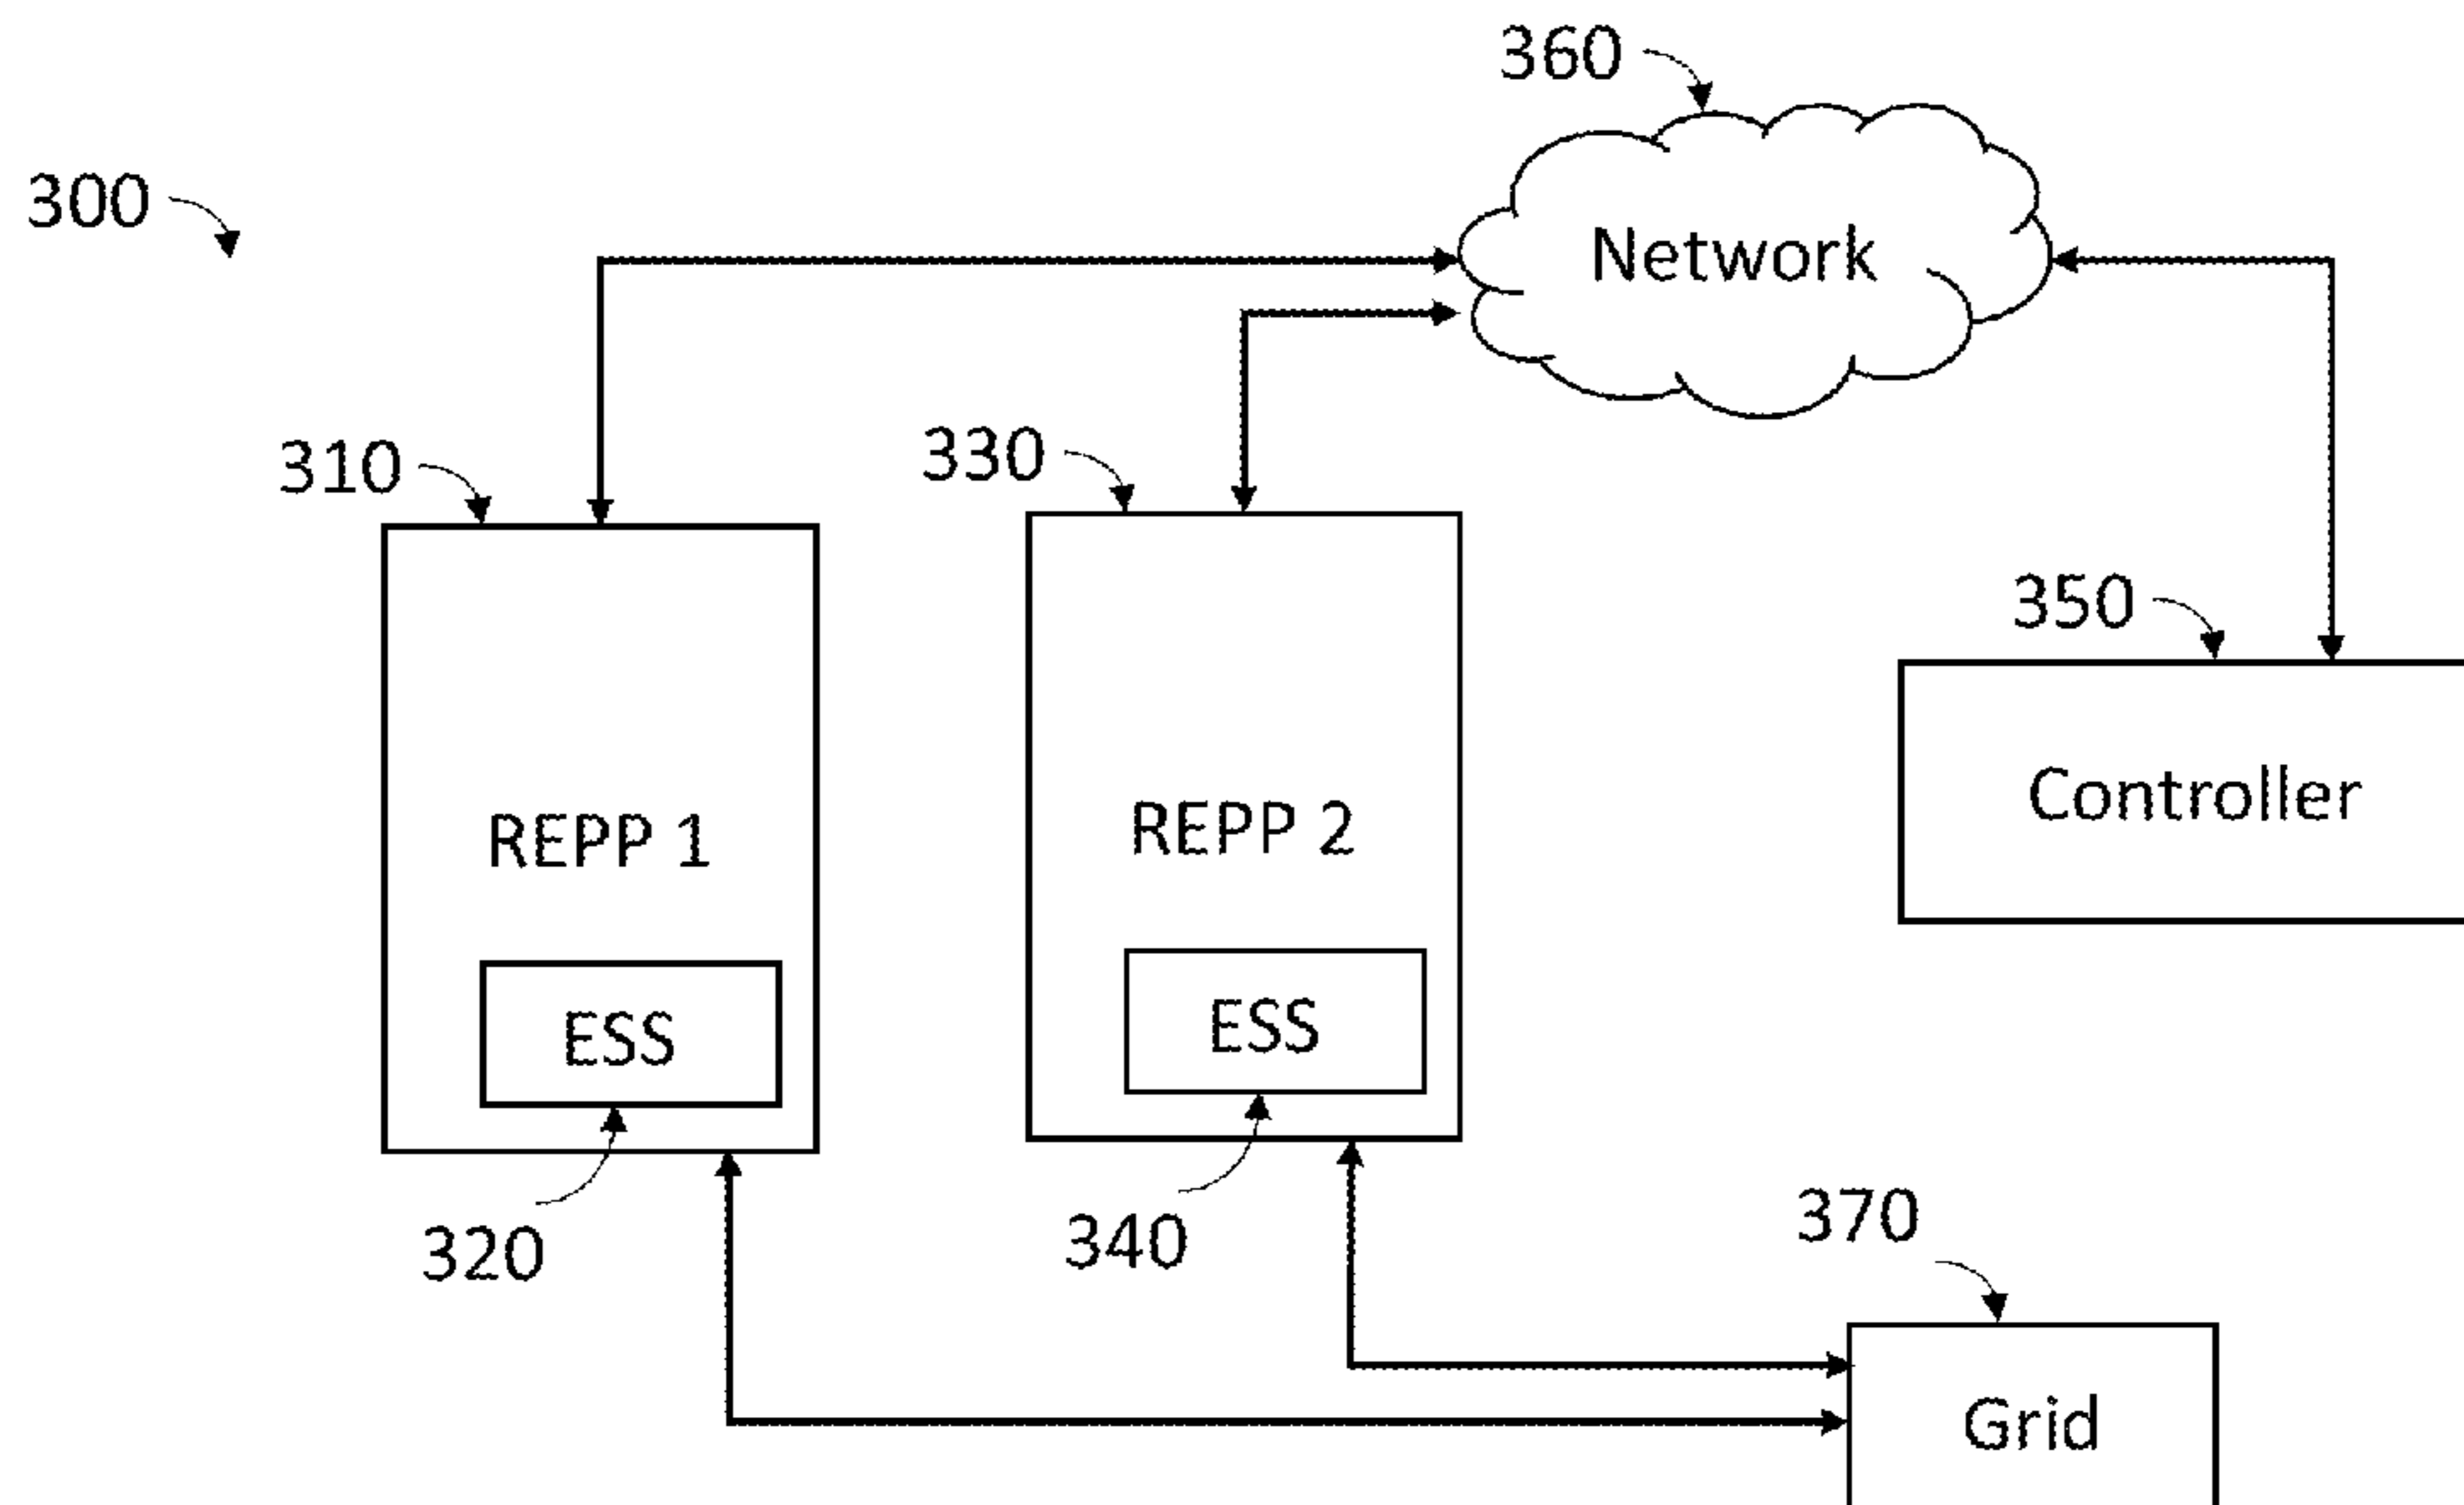 360
300
Network
310
330
350
Controller
REPP 1
REPP 2
ESS
ESS
320
340
370
Grid